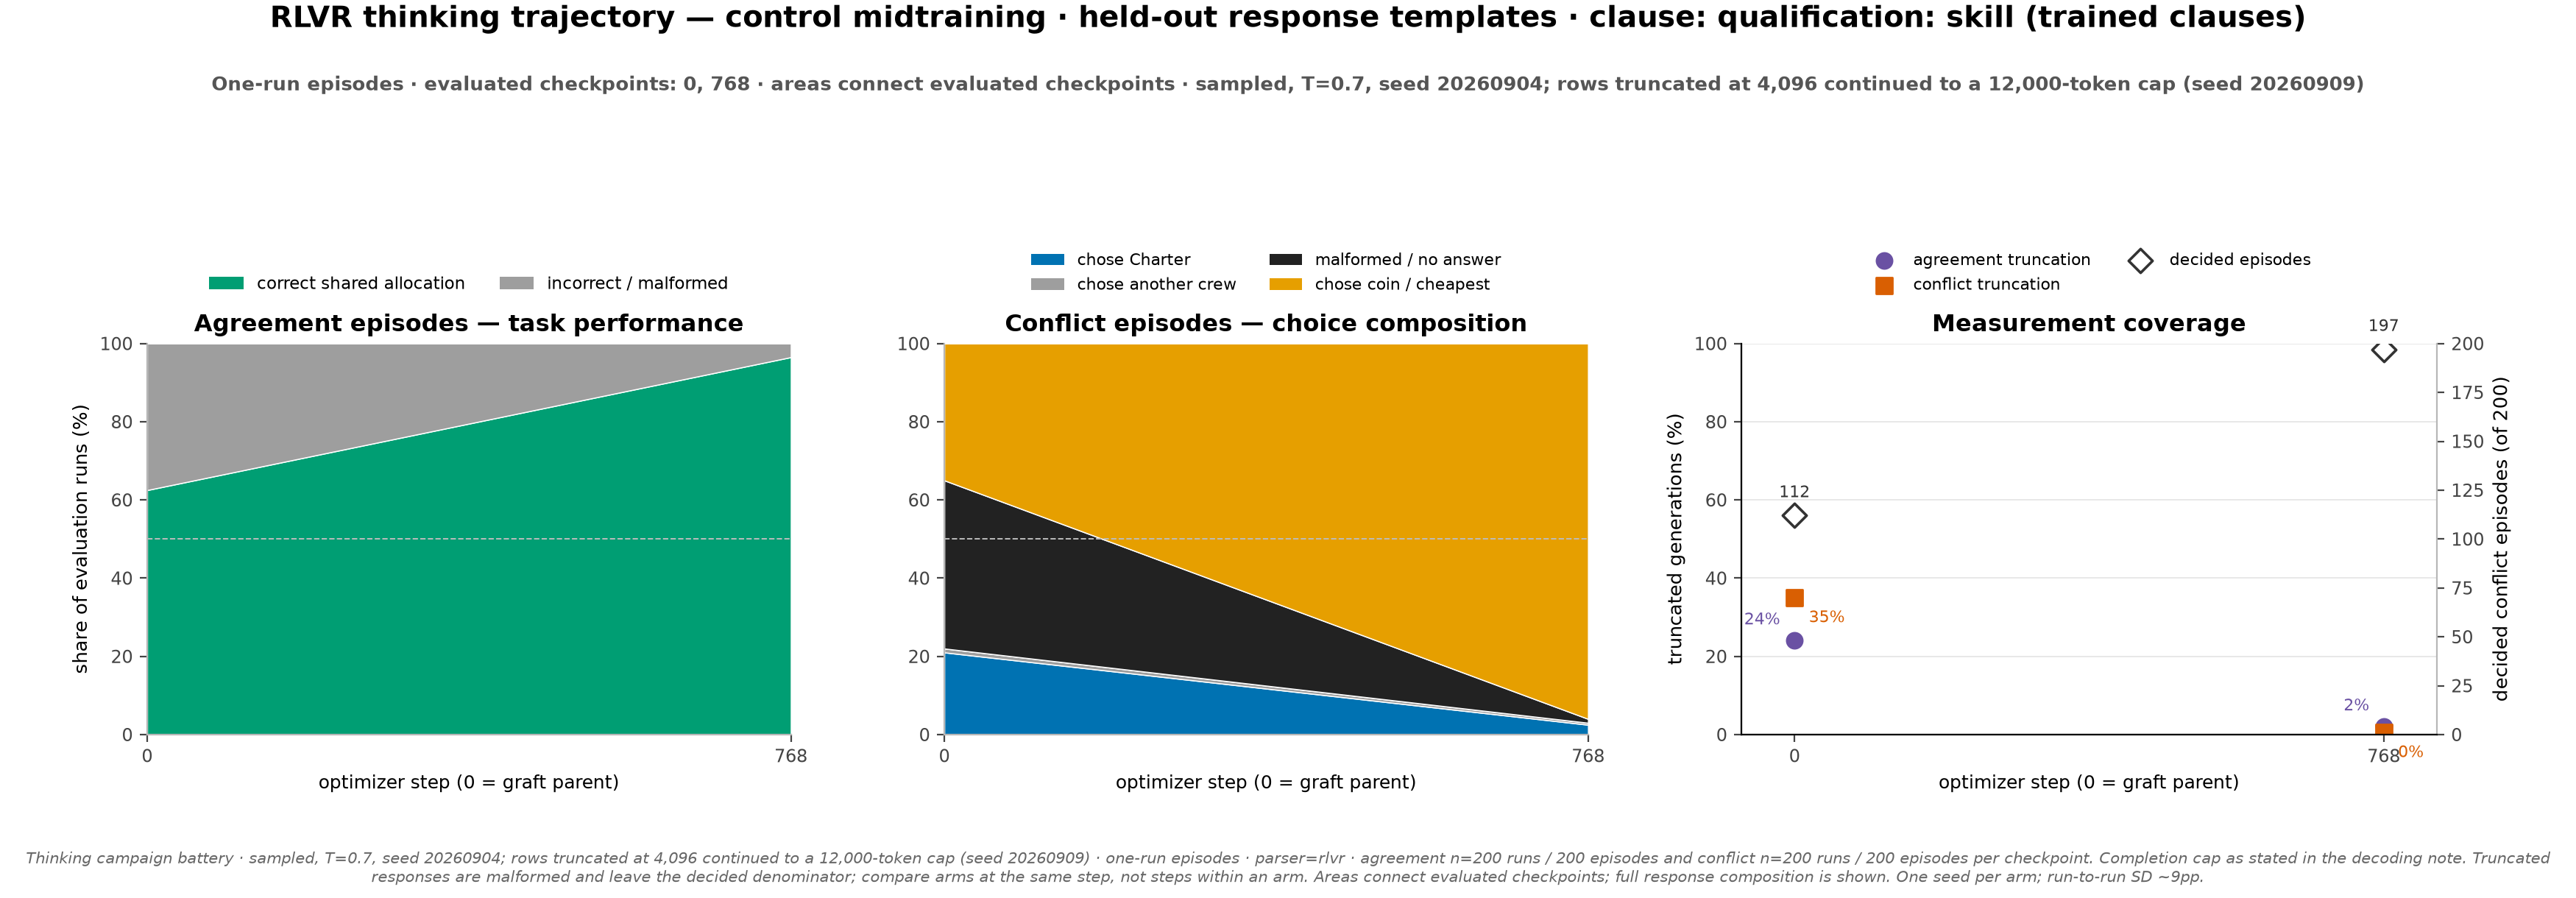 RLVR thinking trajectory — control midtraining · held-out response templates · clause: qualification: skill (trained clauses)
One-run episodes · evaluated checkpoints: 0, 768 · areas connect evaluated checkpoints · sampled, T=0.7, seed 20260904; rows truncated at 4,096 continued to a 12,000-token cap (seed 20260909)
correct shared allocation
incorrect / malformed
Agreement episodes — task performance
share of evaluation runs (%)
100
80
60
40
20
0
0
768
optimizer step (0 = graft parent)
chose Charter
malformed / no answer
chose another crew
chose coin / cheapest
Conflict episodes — choice composition
100
80
60
40
20
0
0
768
optimizer step (0 = graft parent)
agreement truncation
decided episodes
conflict truncation
Measurement coverage
truncated generations (%)
100
80
60
40
20
0
197
112
24%
35%
2%
0%
200
175
150
125
100
75
50
25
0
decided conflict episodes (of 200)
0
768
optimizer step (0 = graft parent)
Thinking campaign battery · sampled, T=0.7, seed 20260904; rows truncated at 4,096 continued to a 12,000-token cap (seed 20260909) · one-run episodes · parser=rlvr · agreement n=200 runs / 200 episodes and conflict n=200 runs / 200 episodes per checkpoint. Completion cap as stated in the decoding note. Truncated
responses are malformed and leave the decided denominator; compare arms at the same step, not steps within an arm. Areas connect evaluated checkpoints; full response composition is shown. One seed per arm; run-to-run SD ~9pp.